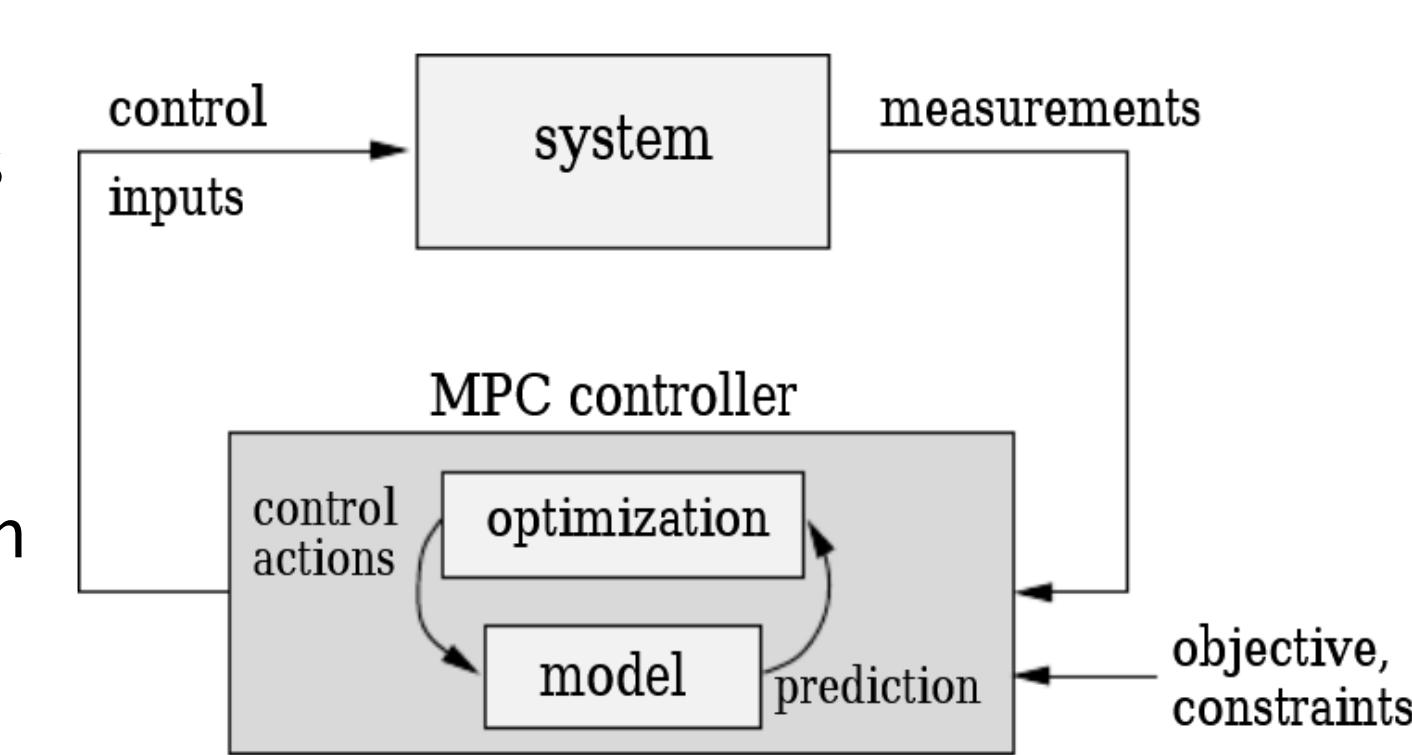 control
inputs
system
measurements
MPC controller
control
actions
optimization
model
prediction
objective,
constraints